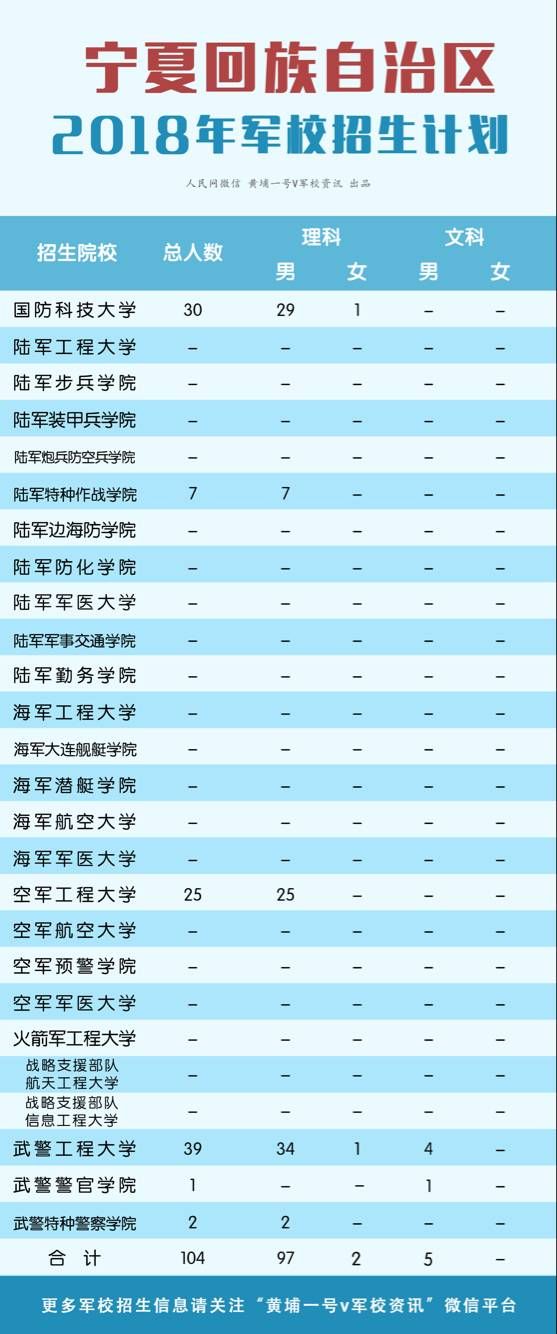 宁夏回族自治区
2018年军校招生计划
人民网微信 黄埔一号V军校资讯 出品
招生院校 总人数 理科 文科
男 女 男 女
国防科技大学 30 29 1 – –
陆军工程大学 – – – – –
陆军步兵学院 – – – – –
陆军装甲兵学院 – – – – –
陆军炮兵防空兵学院 – – – – –
陆军特种作战学院 7 7 – – –
陆军边海防学院 – – – – –
陆军防化学院 – – – – –
陆军军医大学 – – – – –
陆军军事交通学院 – – – – –
陆军勤务学院 – – – – –
海军工程大学 – – – – –
海军大连舰艇学院 – – – – –
海军潜艇学院 – – – – –
海军航空大学 – – – – –
海军军医大学 – – – – –
空军工程大学 25 25 – – –
空军航空大学 – – – – –
空军预警学院 – – – – –
空军军医大学 – – – – –
火箭军工程大学 – – – – –
战略支援部队
航天工程大学 – – – – –
战略支援部队
信息工程大学 – – – – –
武警工程大学 39 34 1 4 –
武警警官学院 1 – – 1 –
武警特种警察学院 2 2 – – –
合 计 104 97 2 5 –
更多军校招生信息请关注“黄埔一号v军校资讯”微信平台